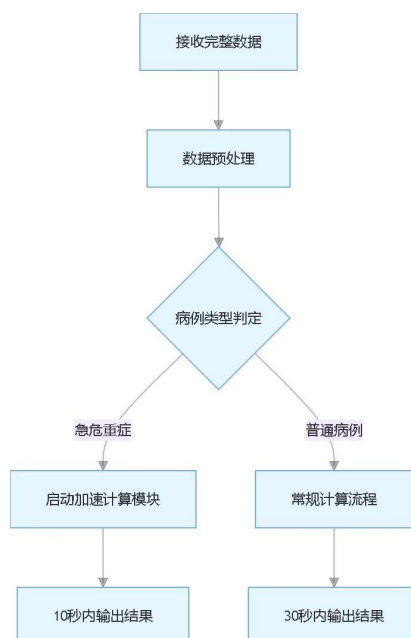 接收完整数据
数据预处理
病例类型判定
急危重症
普通病例
启动加速计算模块
常规计算流程
10秒内输出结果
30秒内输出结果